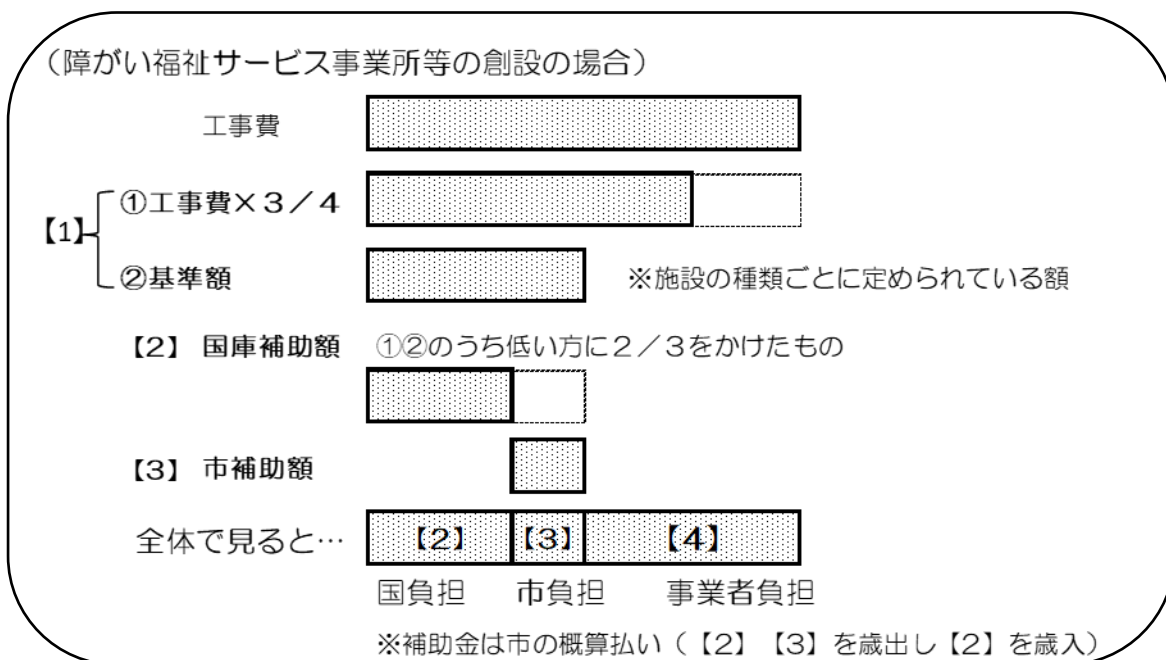 （障がい福祉サービス事業所等の創設の場合）
工事費
①工事費×３／４
【1】
②基準額 ※施設の種類ごとに定められている額
【2】 国庫補助額 ①②のうち低い方に２／３をかけたもの
【3】 市補助額
全体で見ると… 【2】 【3】 【4】
国負担 市負担 事業者負担
※補助金は市の概算払い（【2】【3】を歳出し【2】を歳入）